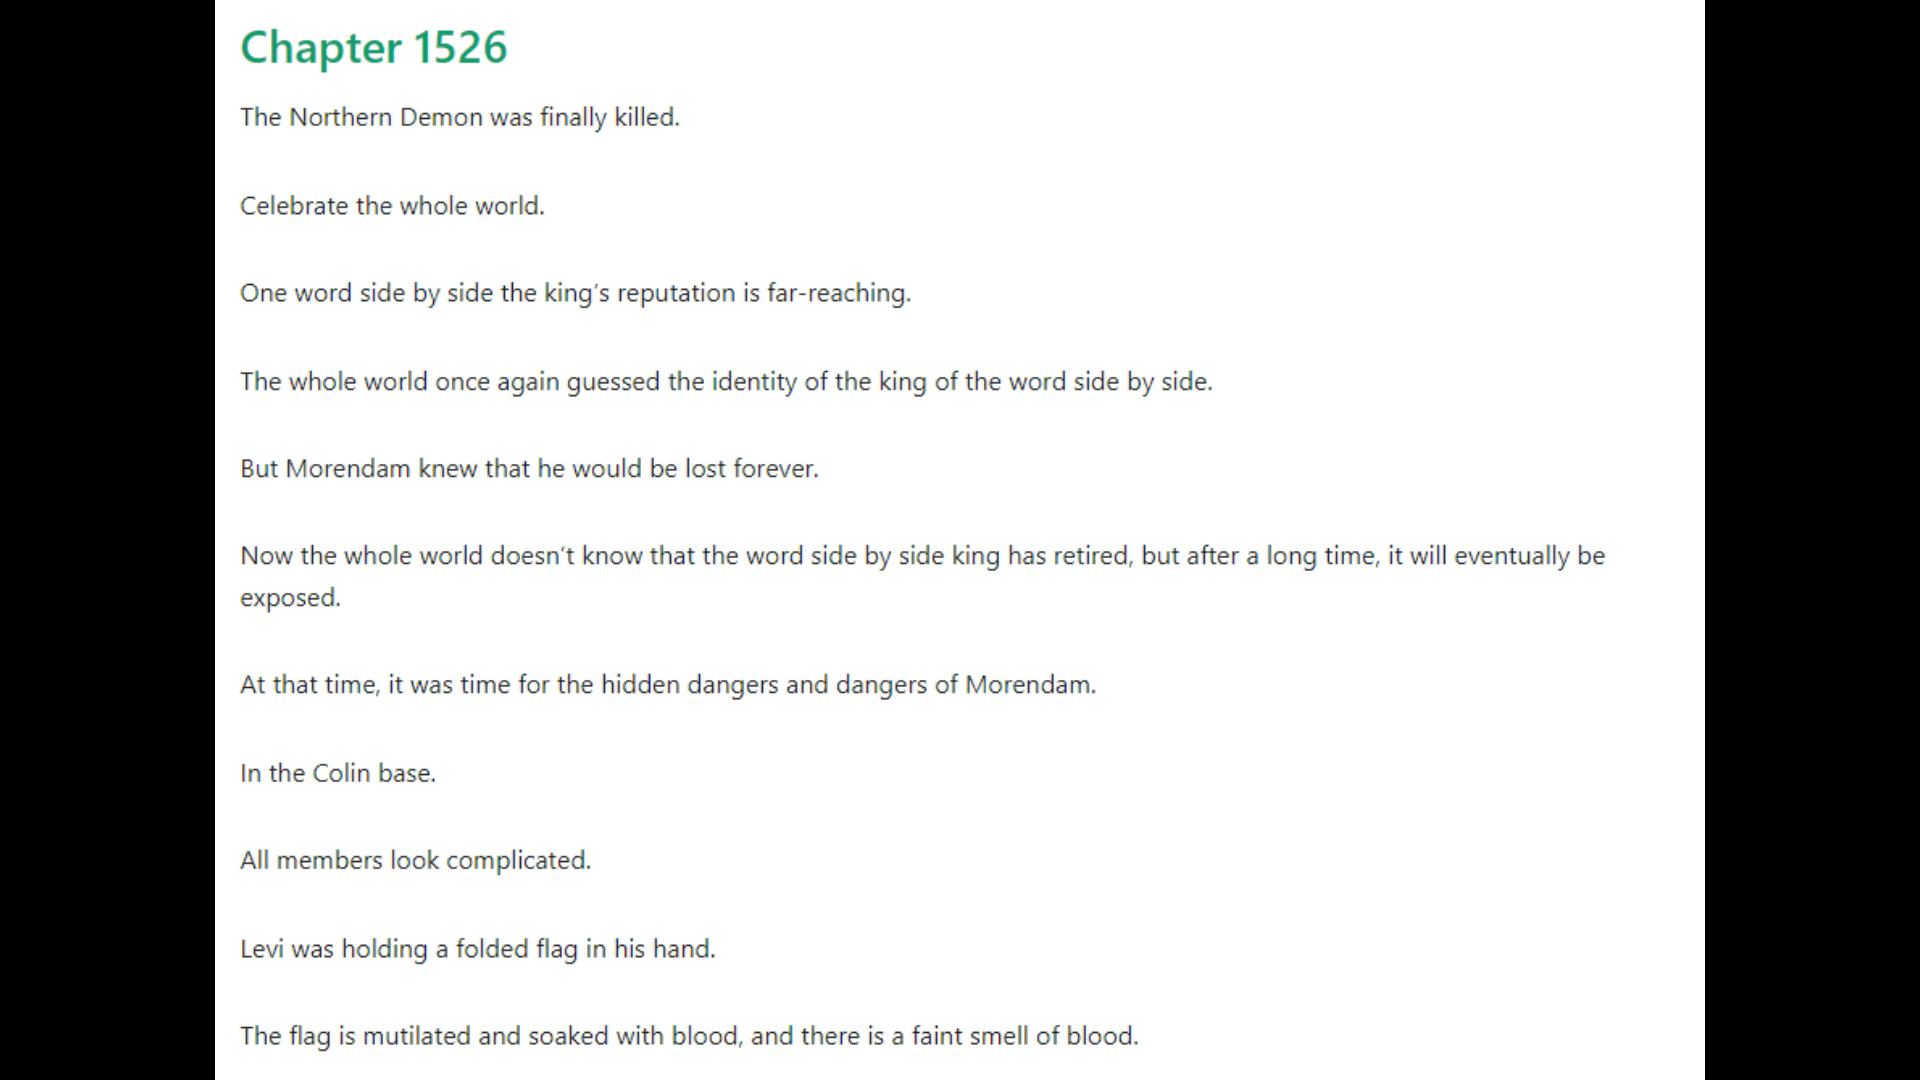 Chapter 1526
The Northern Demon was finally killed.
Celebrate the whole world.
One word side by side the king's reputation is far-reaching.
The whole world once again guessed the identity of the king of the word side by side.
But Morendam knew that he would be lost forever.
Now the whole world doesn't know that the word side by side king has retired, but after a long time, it will eventually be
exposed.
At that time, it was time for the hidden dangers and dangers of Morendam.
In the Colin base.
All members look complicated.
Levi was holding a folded flag in his hand.
The flag is mutilated and soaked with blood, and there is a faint smell of blood.